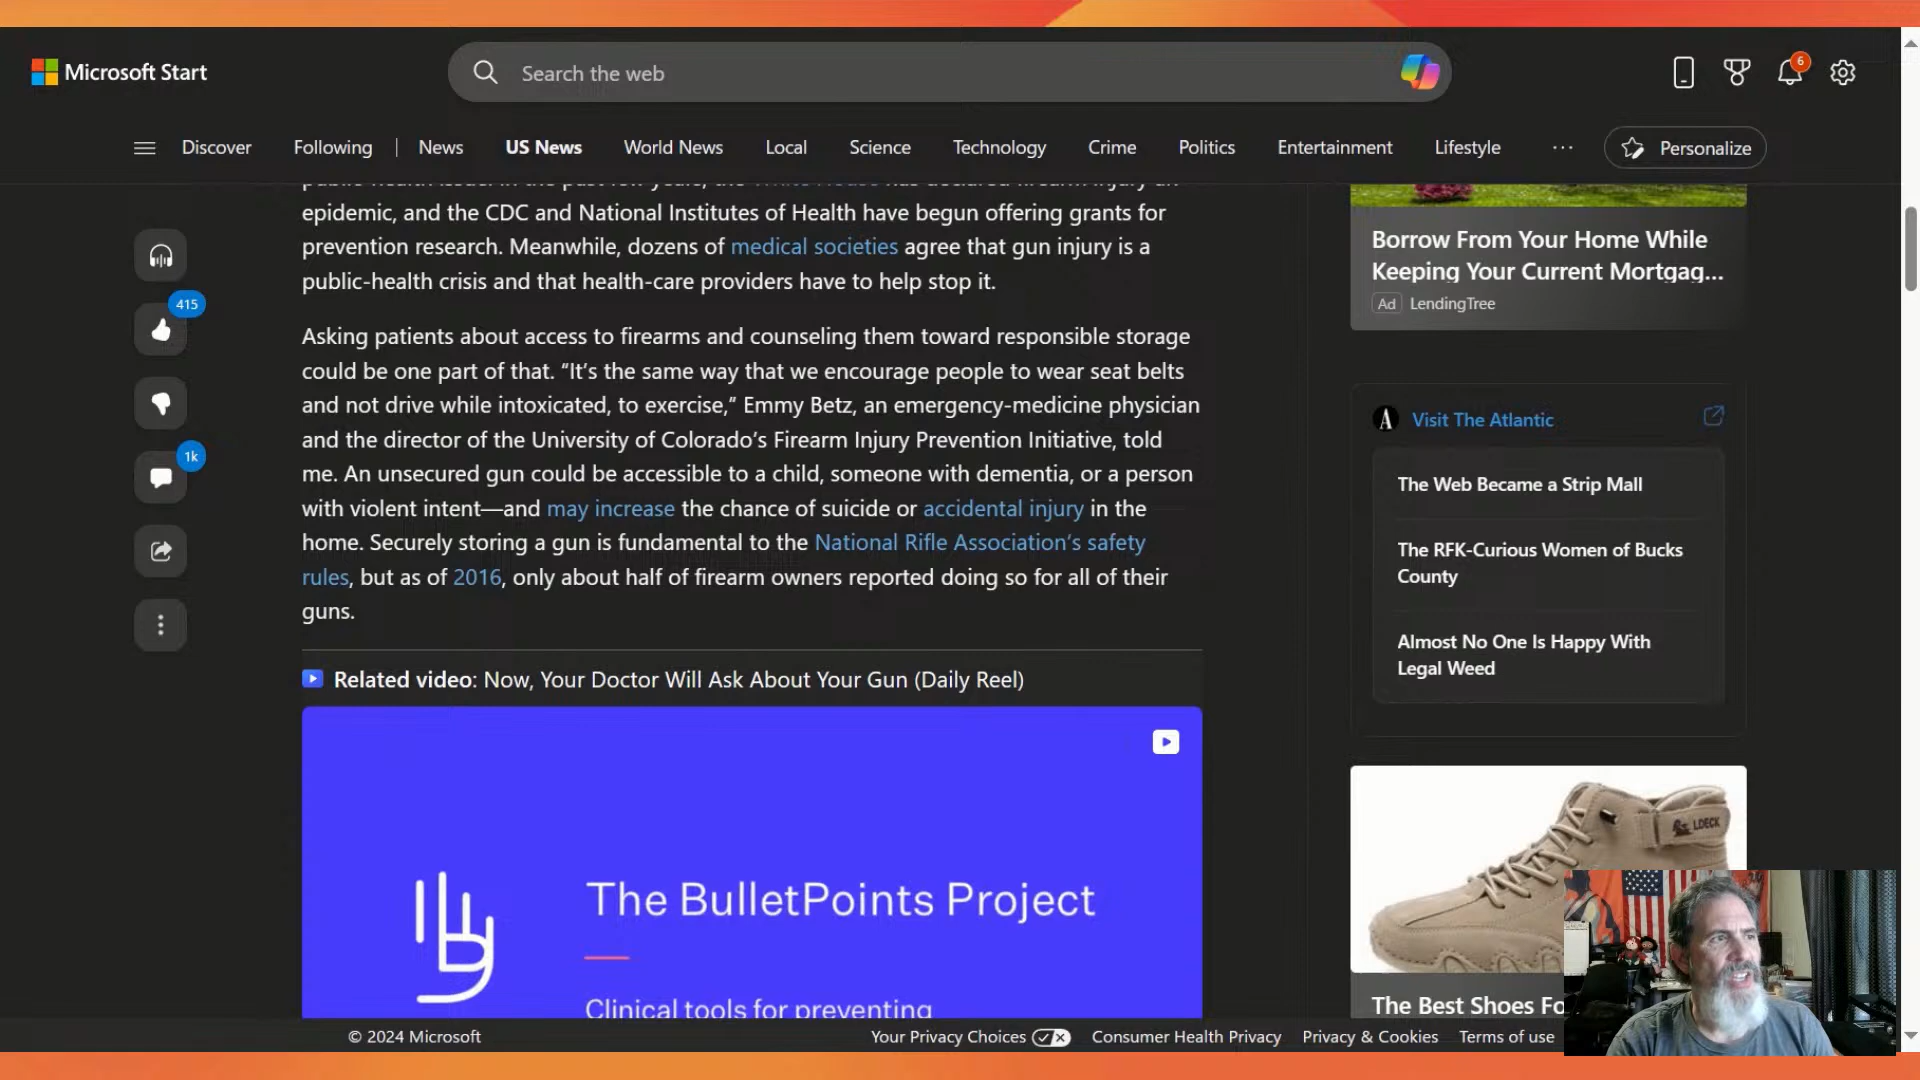 Microsoft Start
Search the web
6
Discover
Following
News
US News
World News
Local
Science
Technology
Crime
Politics
Entertainment
Lifestyle
...
Personalize
epidemic, and the CDC and National Institutes of Health have begun offering grants for
prevention research. Meanwhile, dozens of medical societies agree that gun injury is a
public-health crisis and that health-care providers have to help stop it.
415
1k
Asking patients about access to firearms and counseling them toward responsible storage
could be one part of that. “It’s the same way that we encourage people to wear seat belts
and not drive while intoxicated, to exercise,” Emmy Betz, an emergency-medicine physician
and the director of the University of Colorado’s Firearm Injury Prevention Initiative, told
me. An unsecured gun could be accessible to a child, someone with dementia, or a person
with violent intent—and may increase the chance of suicide or accidental injury in the
home. Securely storing a gun is fundamental to the National Rifle Association’s safety
rules, but as of 2016, only about half of firearm owners reported doing so for all of their
guns.
Related video: Now, Your Doctor Will Ask About Your Gun (Daily Reel)
The BulletPoints Project
Clinical tools for preventing
Borrow From Your Home While
Keeping Your Current Mortgag...
Ad LendingTree
A Visit The Atlantic
The Web Became a Strip Mall
The RFK-Curious Women of Bucks
County
Almost No One Is Happy With
Legal Weed
LDECK
The Best Shoes Fo
© 2024 Microsoft
Your Privacy Choices
Consumer Health Privacy
Privacy & Cookies
Terms of use